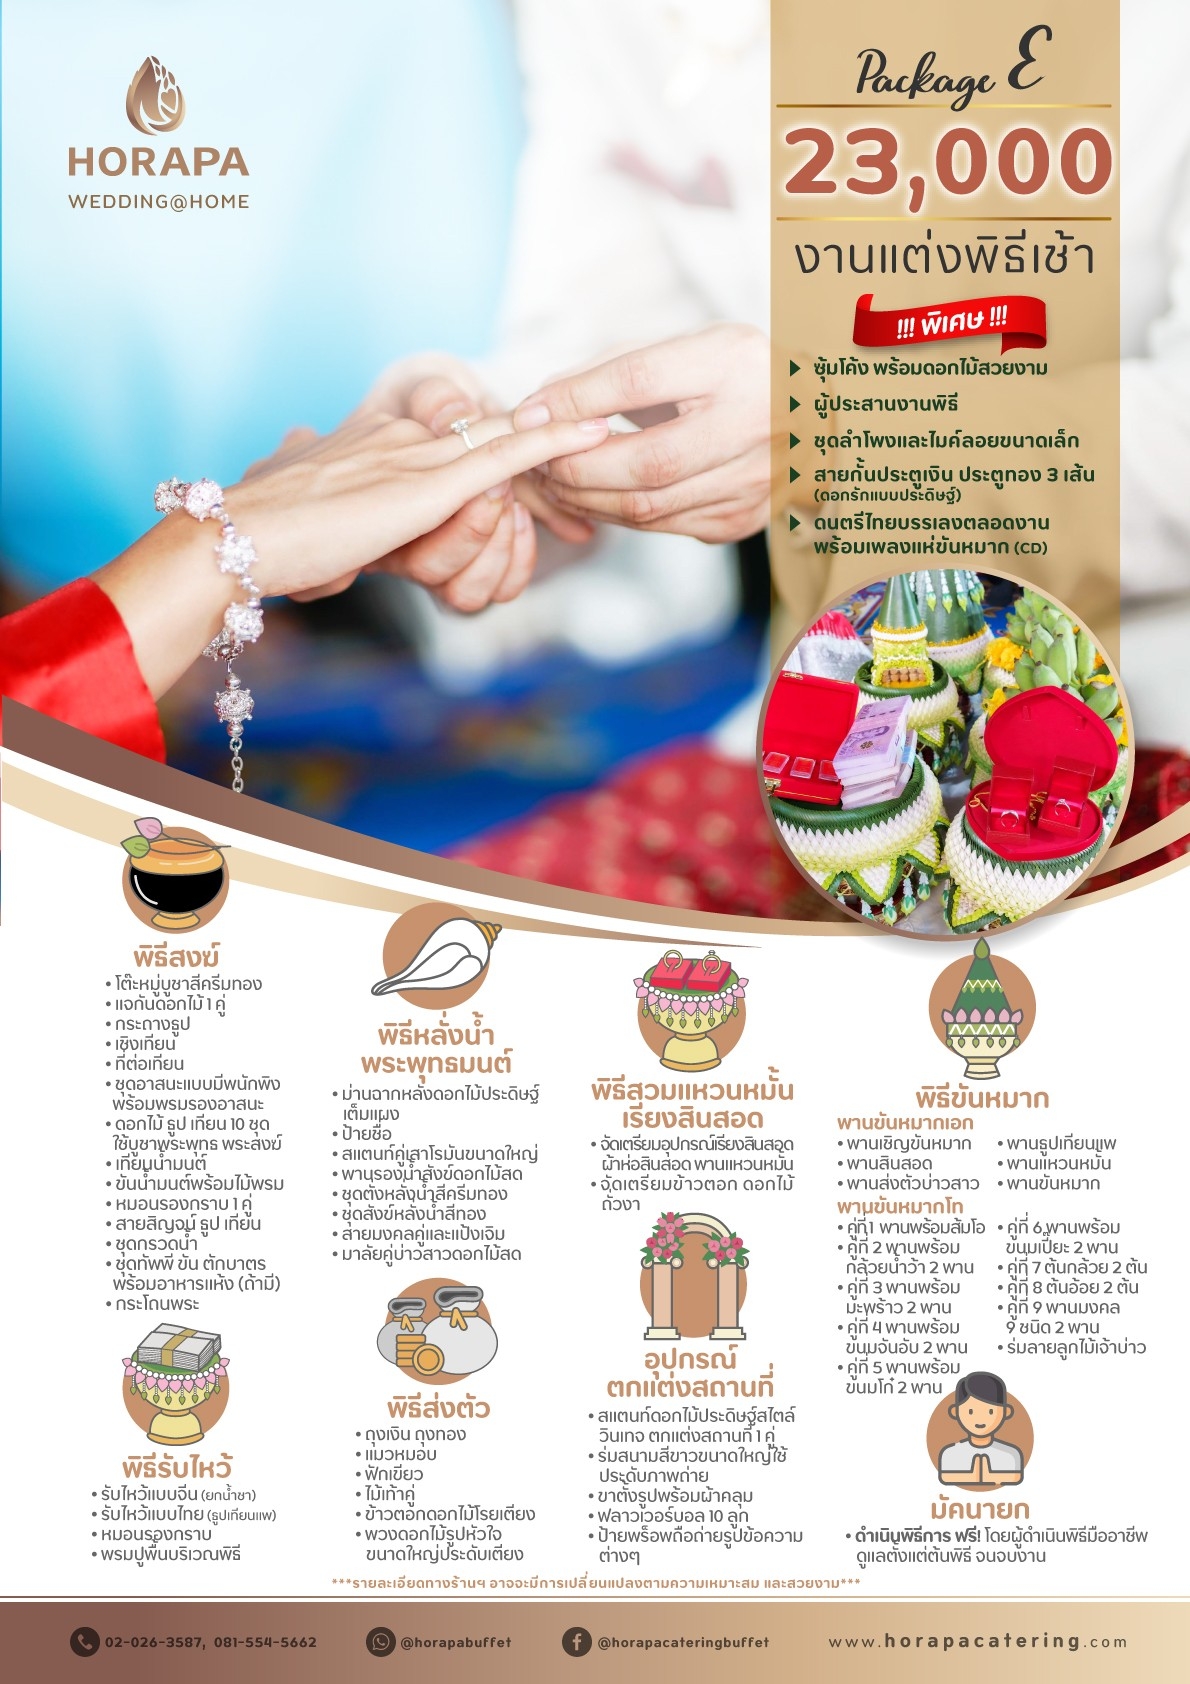 HORAPA
WEDDING@HOME
Package E
23,000
งานแต่งพิธีเช้า
!!! พิเศษ !!!
ซุ้มโค้ง พร้อมดอกไม้สวยงาม
ผู้ประสานงานพิธี
ชุดลำโพงและไมค์ลอยขนาดเล็ก
สายกั้นประตูเงิน ประตูทอง 3 เส้น
(ดอกรักแบบประดิษฐ์)
ดนตรีไทยบรรเลงตลอดงาน
พร้อมเพลงแห่ขันหมาก (CD)
พิธีสงฆ์
• โต๊ะหมู่บูชาสีครีมทอง
• แจกันดอกไม้ 1 คู่
• กระถางธูป
• เชิงเทียน
• ที่ต่อเทียน
• ชุดอาสนะแบบมีพนักพิง
พร้อมพรมรองอาสนะ
• ดอกไม้ ธูป เทียน 10 ชุด
ใช้บูชาพระพุทธ พระสงฆ์
• เทียนน้ำมนต์
• ขันน้ำมนต์พร้อมไม้พรม
• หมอนรองกราบ 1 คู่
• สายสิญจน์ ธูป เทียน
• ชุดกรวดน้ำ
• ชุดทัพพี ขัน ตักบาตร
พร้อมอาหารแห้ง (ถ้ามี)
• กระโถนพระ
พิธีหลั่งน้ำ
พระพุทธมนต์
• ม่านฉากหลังดอกไม้ประดิษฐ์
เต็มแผง
• ป้ายชื่อ
• สแตนท์คู่เสาโรมันขนาดใหญ่
• พานรองน้ำสังข์ดอกไม้สด
• ชุดตั่งหลั่งน้ำสีครีมทอง
• ชุดสังข์หลั่งน้ำสีทอง
• สายมงคลคู่และแป้งเจิม
• มาลัยคู่บ่าวสาวดอกไม้สด
พิธีสวมแหวนหมั้น
เรียงสินสอด
• จัดเตรียมอุปกรณ์เรียงสินสอด
ผ้าห่อสินสอด พานแหวนหมั้น
• จัดเตรียมข้าวตอก ดอกไม้
ถั่วงา
พิธีขันหมาก
พานขันหมากเอก
• พานเชิญขันหมาก
• พานสินสอด
• พานส่งตัวบ่าวสาว
• พานธูปเทียนแพ
• พานแหวนหมั้น
• พานขันหมาก
พานขันหมากโท
• คู่ที่1 พานพร้อมส้มโอ
• คู่ที่ 2 พานพร้อม
กล้วยน้ำว้า 2 พาน
• คู่ที่ 3 พานพร้อม
มะพร้าว 2 พาน
• คู่ที่ 4 พานพร้อม
ขนมจันอับ 2 พาน
• คู่ที่ 5 พานพร้อม
ขนมโก๋ 2 พาน
• คู่ที่ 6 พานพร้อม
ขนมเปี๊ยะ 2 พาน
• คู่ที่ 7 ต้นกล้วย 2 ต้น
• คู่ที่ 8 ต้นอ้อย 2 ต้น
• คู่ที่ 9 พานมงคล
9 ชนิด 2 พาน
• ร่มลายลูกไม้เจ้าบ่าว
พิธีรับไหว้
• รับไหว้แบบจีน (ยกน้ำชา)
• รับไหว้แบบไทย (ธูปเทียนแพ)
• หมอนรองกราบ
• พรมปูพื้นบริเวณพิธี
พิธีส่งตัว
• ถุงเงิน ถุงทอง
• แมวหมอบ
• ฟักเขียว
• ไม้เท้าคู่
• ข้าวตอกดอกไม้โรยเตียง
• พวงดอกไม้รูปหัวใจ
ขนาดใหญ่ประดับเตียง
อุปกรณ์
ตกแต่งสถานที่
• สแตนท์ดอกไม้ประดิษฐ์สไตล์
วินเทจ ตกแต่งสถานที่ 1 คู่
• ร่มสนามสีขาวขนาดใหญ่ใช้
ประดับภาพถ่าย
• ขาตั้งรูปพร้อมผ้าคลุม
• ฟลาวเวอร์บอล 10 ลูก
• ป้ายพร็อพถือถ่ายรูปข้อความ
ต่างๆ
มัคนายก
• ดำเนินพิธีการ ฟรี! โดยผู้ดำเนินพิธีมืออาชีพ
ดูแลตั้งแต่ต้นพิธี จนจบงาน
***รายละเอียดทางร้านฯ อาจจะมีการเปลี่ยนแปลงตามความเหมาะสม และสวยงาม***
02-026-3587, 081-554-5662
@horapabuffet
@horapacateringbuffet
www.horapacatering.com